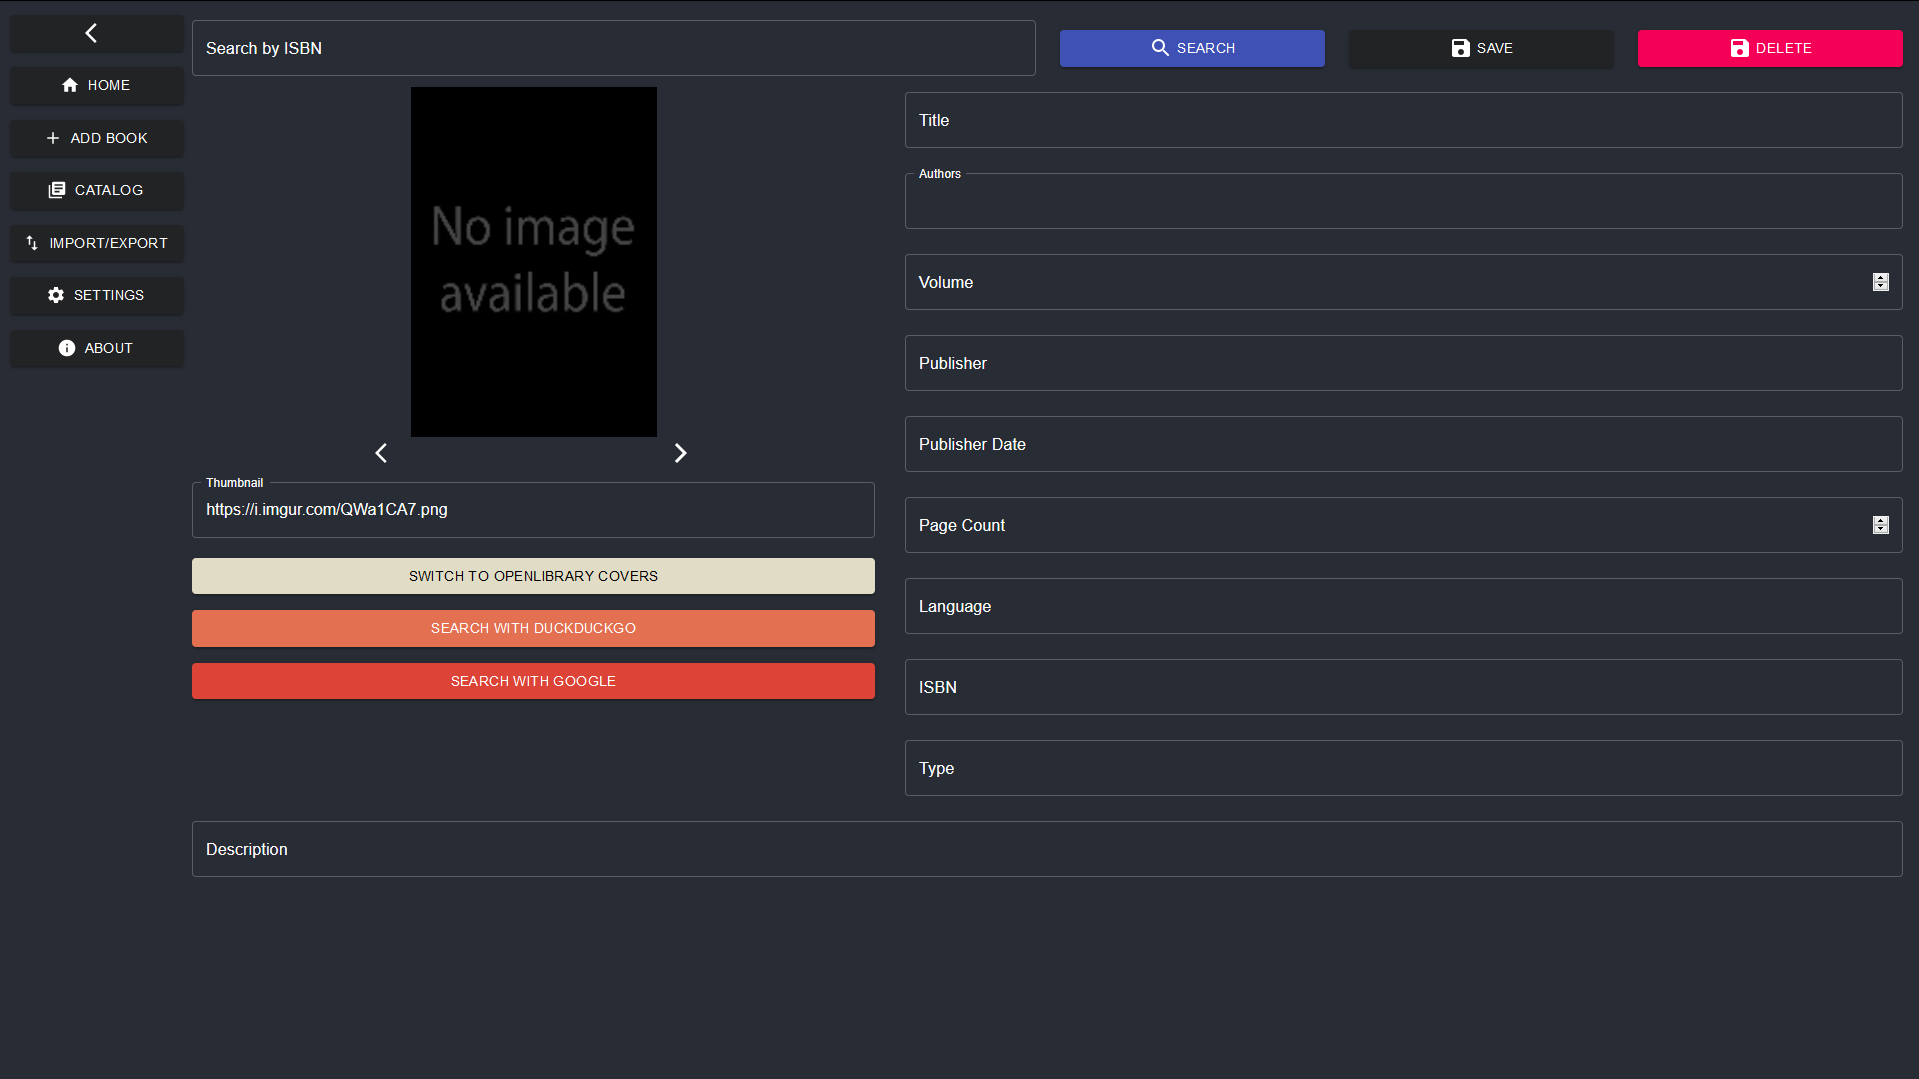 Search by ISBN
SEARCH
SAVE
DELETE
HOME
ADD BOOK
CATALOG
IMPORT/EXPORT
SETTINGS
ABOUT
No image
available
Thumbnail
https://i.imgur.com/QWa1CA7.png
SWITCH TO OPENLIBRARY COVERS
SEARCH WITH DUCKDUCKGO
SEARCH WITH GOOGLE
Title
Authors
Volume
Publisher
Publisher Date
Page Count
Language
ISBN
Type
Description